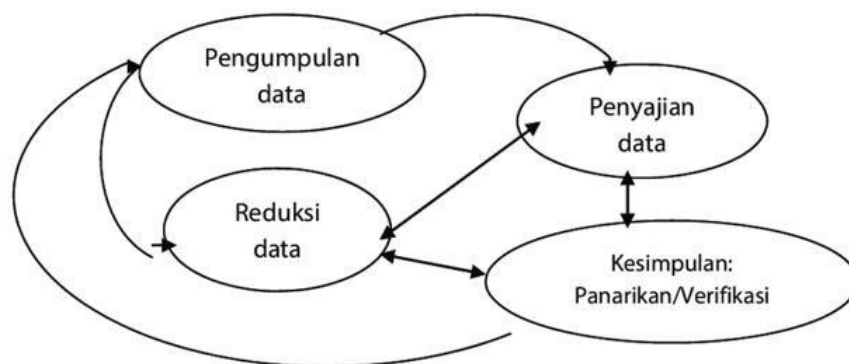 Pengumpulan
data
Penyajian
data
Reduksi
data
Kesimpulan:
Panarikan/Verifikasi